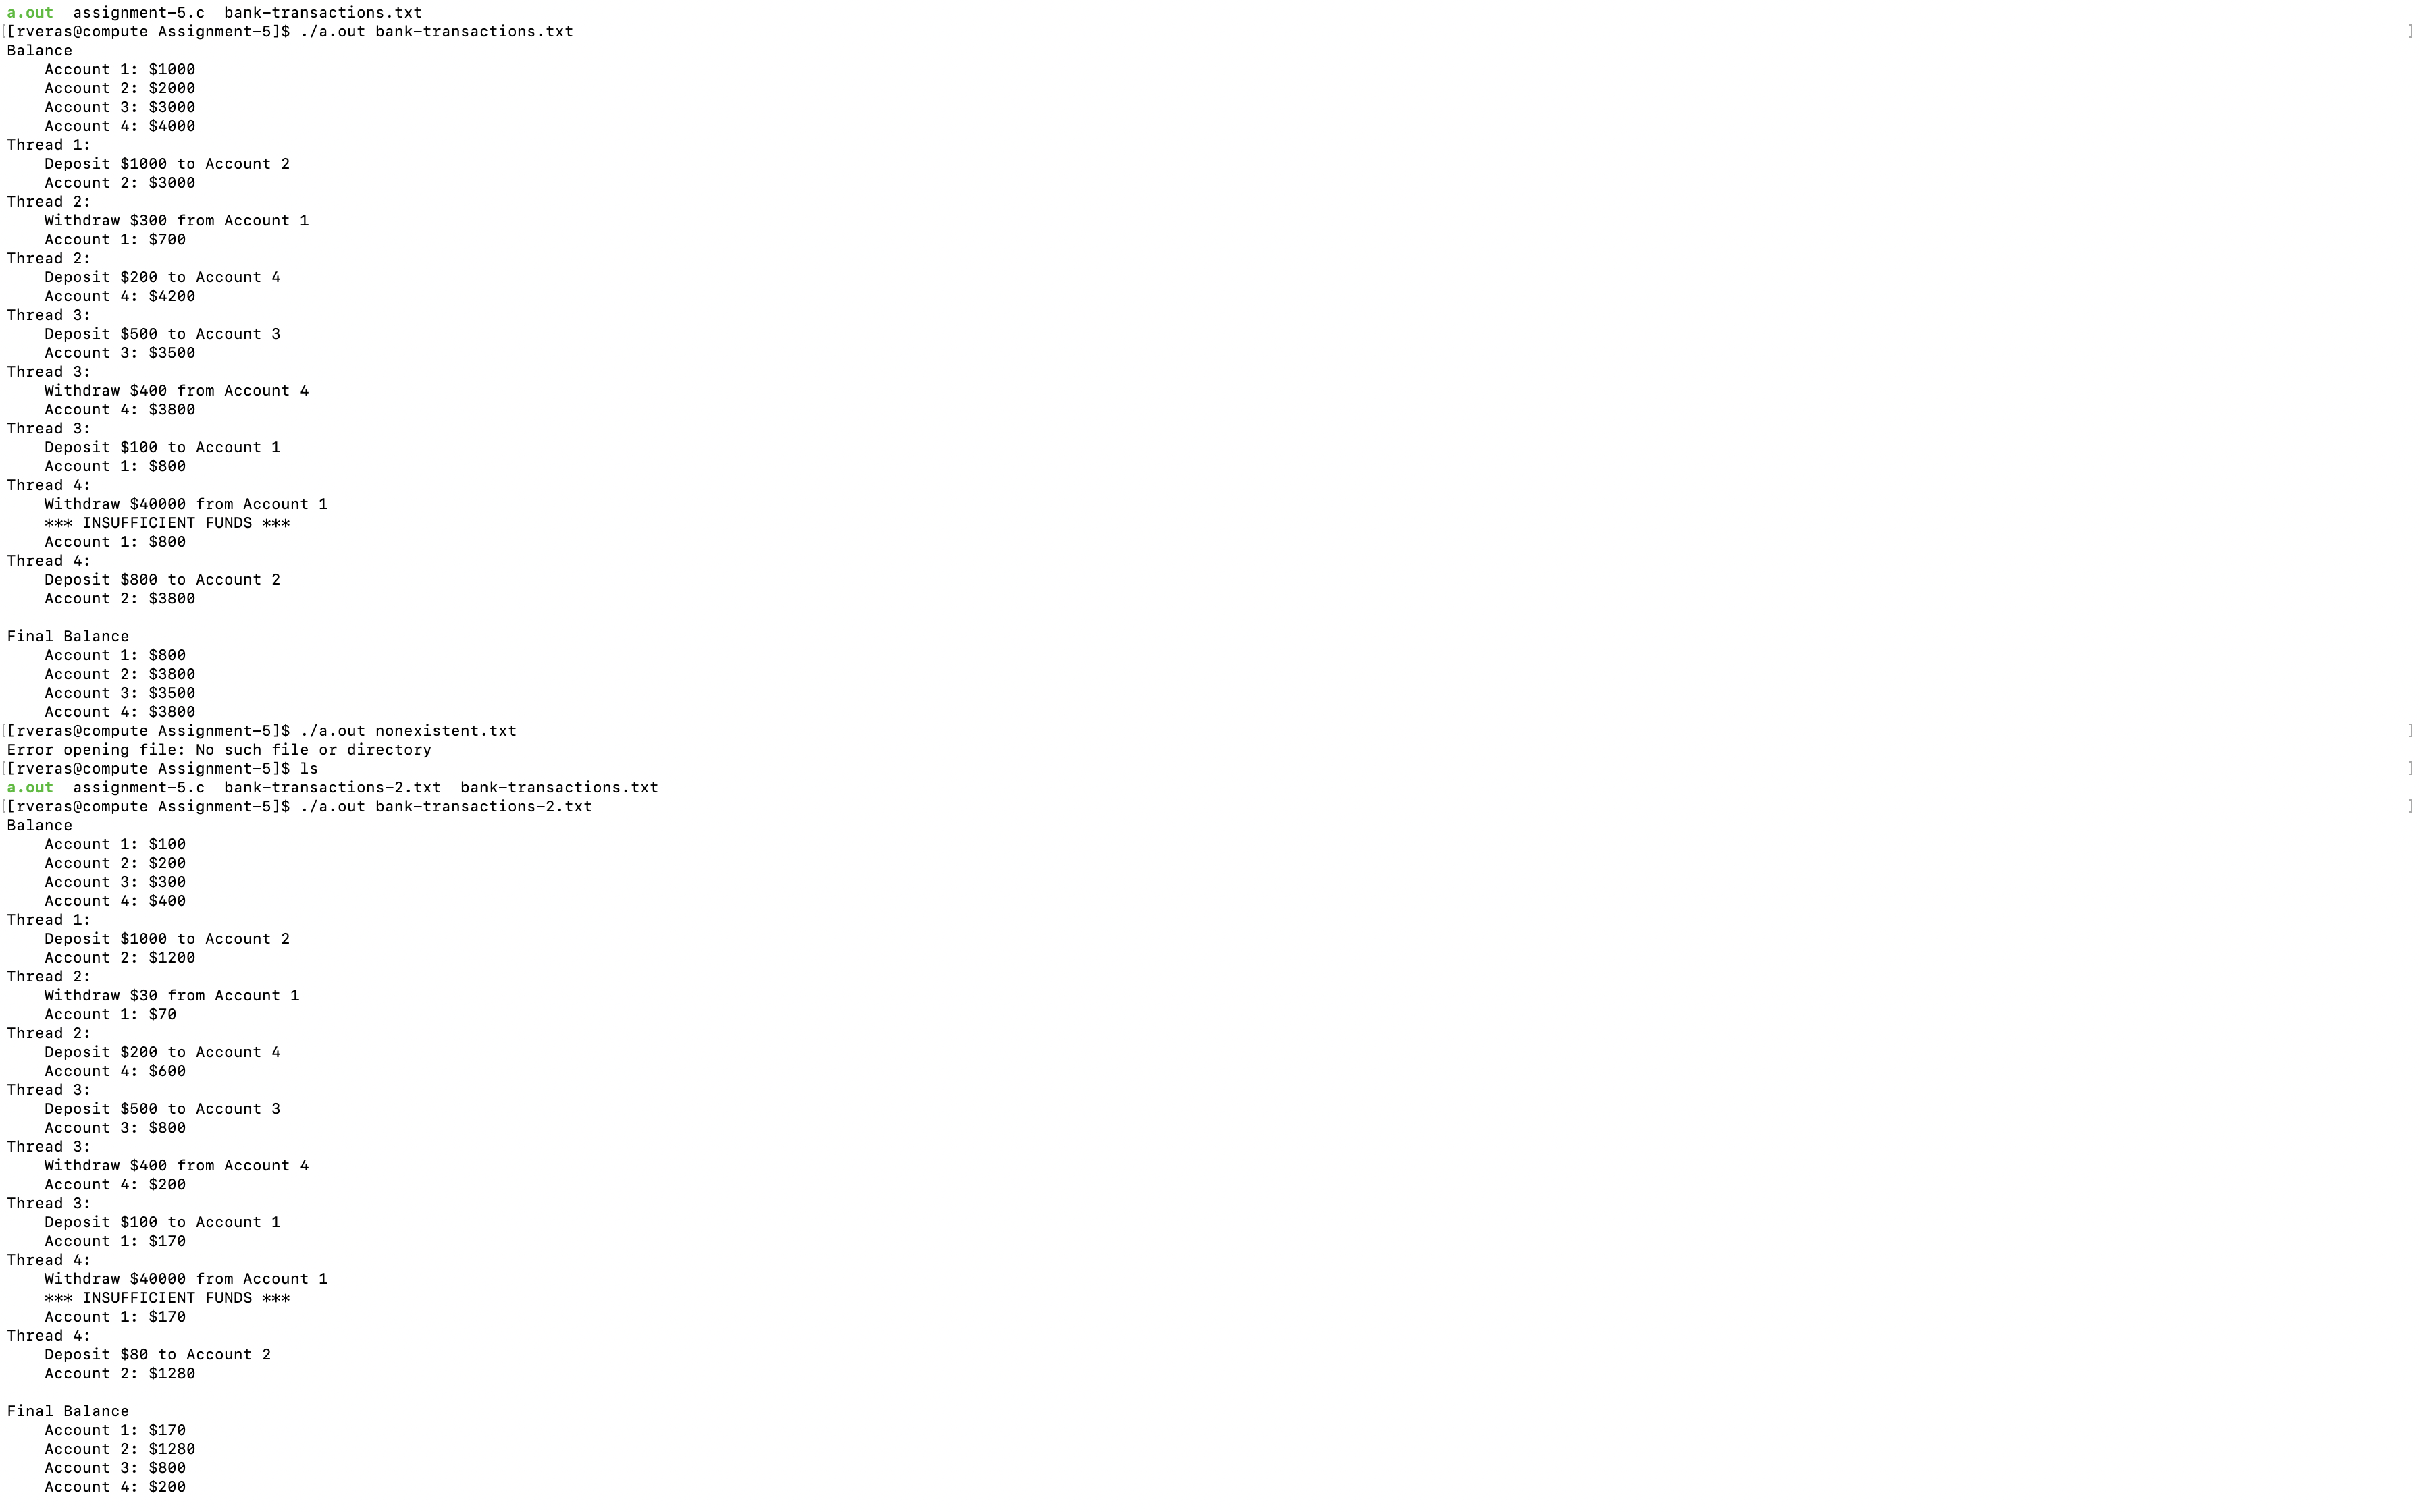 a.out  assignment-5.c  bank-transactions.txt
[[rveras@compute Assignment-5]$ ./a.out bank-transactions.txt ]
Balance
    Account 1: $1000
    Account 2: $2000
    Account 3: $3000
    Account 4: $4000
Thread 1:
    Deposit $1000 to Account 2
    Account 2: $3000
Thread 2:
    Withdraw $300 from Account 1
    Account 1: $700
Thread 2:
    Deposit $200 to Account 4
    Account 4: $4200
Thread 3:
    Deposit $500 to Account 3
    Account 3: $3500
Thread 3:
    Withdraw $400 from Account 4
    Account 4: $3800
Thread 3:
    Deposit $100 to Account 1
    Account 1: $800
Thread 4:
    Withdraw $40000 from Account 1
    *** INSUFFICIENT FUNDS ***
    Account 1: $800
Thread 4:
    Deposit $800 to Account 2
    Account 2: $3800

Final Balance
    Account 1: $800
    Account 2: $3800
    Account 3: $3500
    Account 4: $3800
[[rveras@compute Assignment-5]$ ./a.out nonexistent.txt ]
Error opening file: No such file or directory
[[rveras@compute Assignment-5]$ ls ]
a.out  assignment-5.c  bank-transactions-2.txt  bank-transactions.txt
[[rveras@compute Assignment-5]$ ./a.out bank-transactions-2.txt ]
Balance
    Account 1: $100
    Account 2: $200
    Account 3: $300
    Account 4: $400
Thread 1:
    Deposit $1000 to Account 2
    Account 2: $1200
Thread 2:
    Withdraw $30 from Account 1
    Account 1: $70
Thread 2:
    Deposit $200 to Account 4
    Account 4: $600
Thread 3:
    Deposit $500 to Account 3
    Account 3: $800
Thread 3:
    Withdraw $400 from Account 4
    Account 4: $200
Thread 3:
    Deposit $100 to Account 1
    Account 1: $170
Thread 4:
    Withdraw $40000 from Account 1
    *** INSUFFICIENT FUNDS ***
    Account 1: $170
Thread 4:
    Deposit $80 to Account 2
    Account 2: $1280

Final Balance
    Account 1: $170
    Account 2: $1280
    Account 3: $800
    Account 4: $200